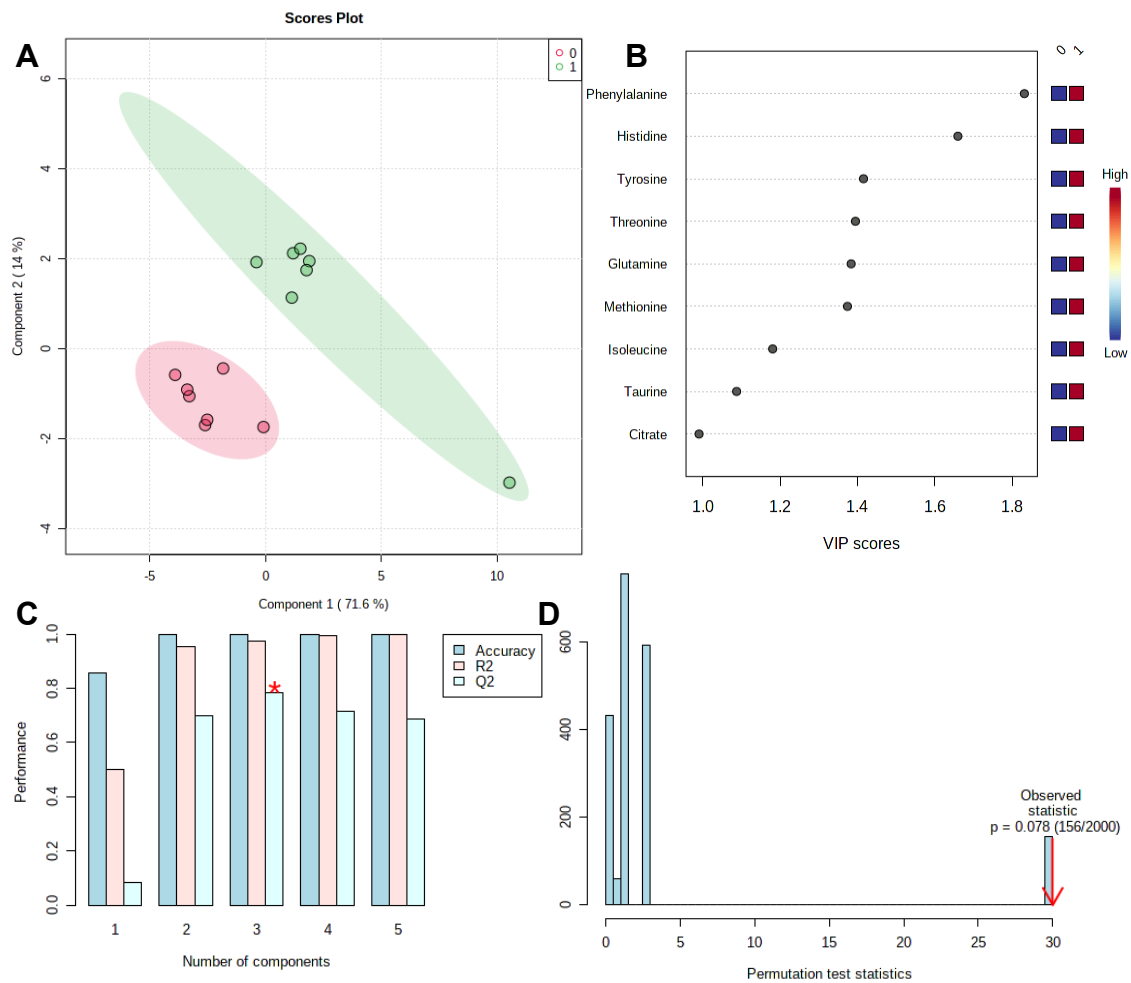 A
Scores Plot
0
1
6
4
2
0
-2
-4
Component 2 ( 14 %)
-5
0
5
10
Component 1 ( 71.6 %)
B
0
1
Phenylalanine
Histidine
Tyrosine
Threonine
Glutamine
Methionine
Isoleucine
Taurine
Citrate
High
Low
1.0
1.2
1.4
1.6
1.8
VIP scores
C
Accuracy
R2
Q2
*
1.0
0.8
0.6
0.4
0.2
0.0
Performance
1
2
3
4
5
Number of components
D
600
400
200
0
Observed
statistic
p = 0.078 (156/2000)
0
5
10
15
20
25
30
Permutation test statistics